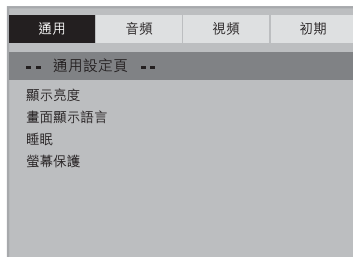 通用 音頻 視頻 初期
-- 通用設定頁 --
顯示亮度
畫面顯示語言
睡眠
螢幕保護